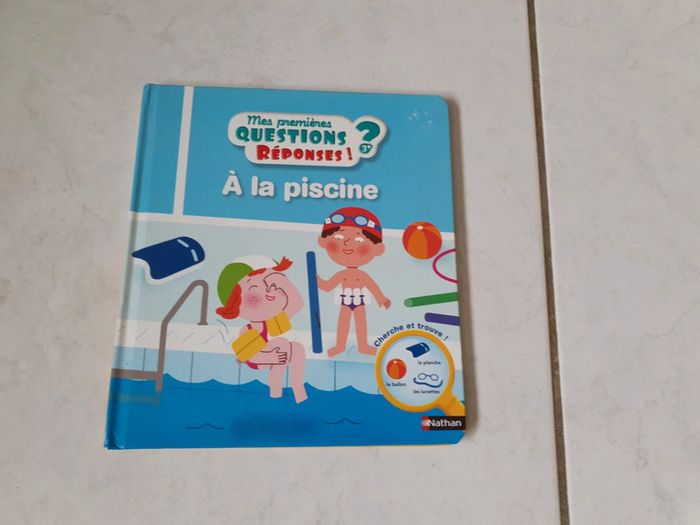 Mes premières
QUESTIONS ?
RÉPONSES !
3+
À la piscine
Cherche et trouve !
la planche
le ballon
les lunettes
Nathan